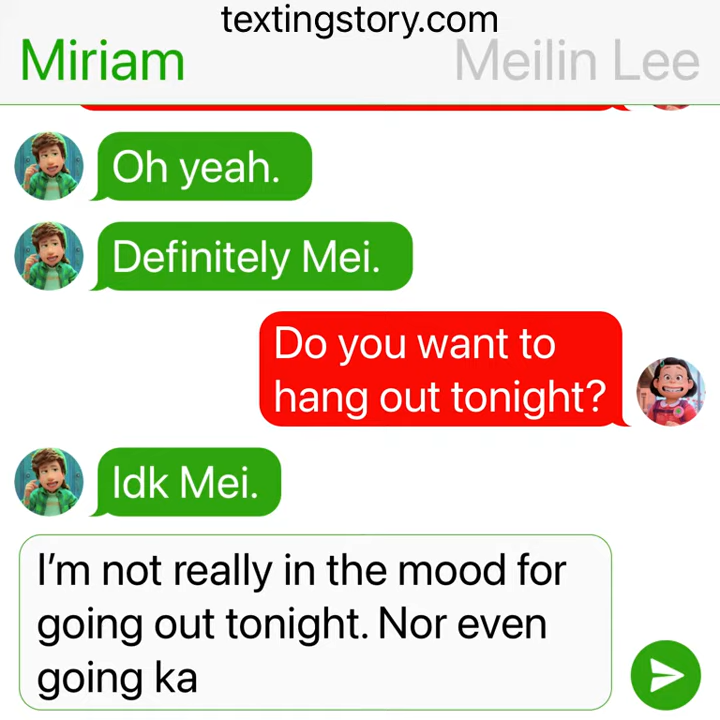 textingstory.com
Miriam
Meilin Lee
Oh yeah.
Definitely Mei.
Do you want to
hang out tonight?
Idk Mei.
I'm not really in the mood for
going out tonight. Nor even
going ka